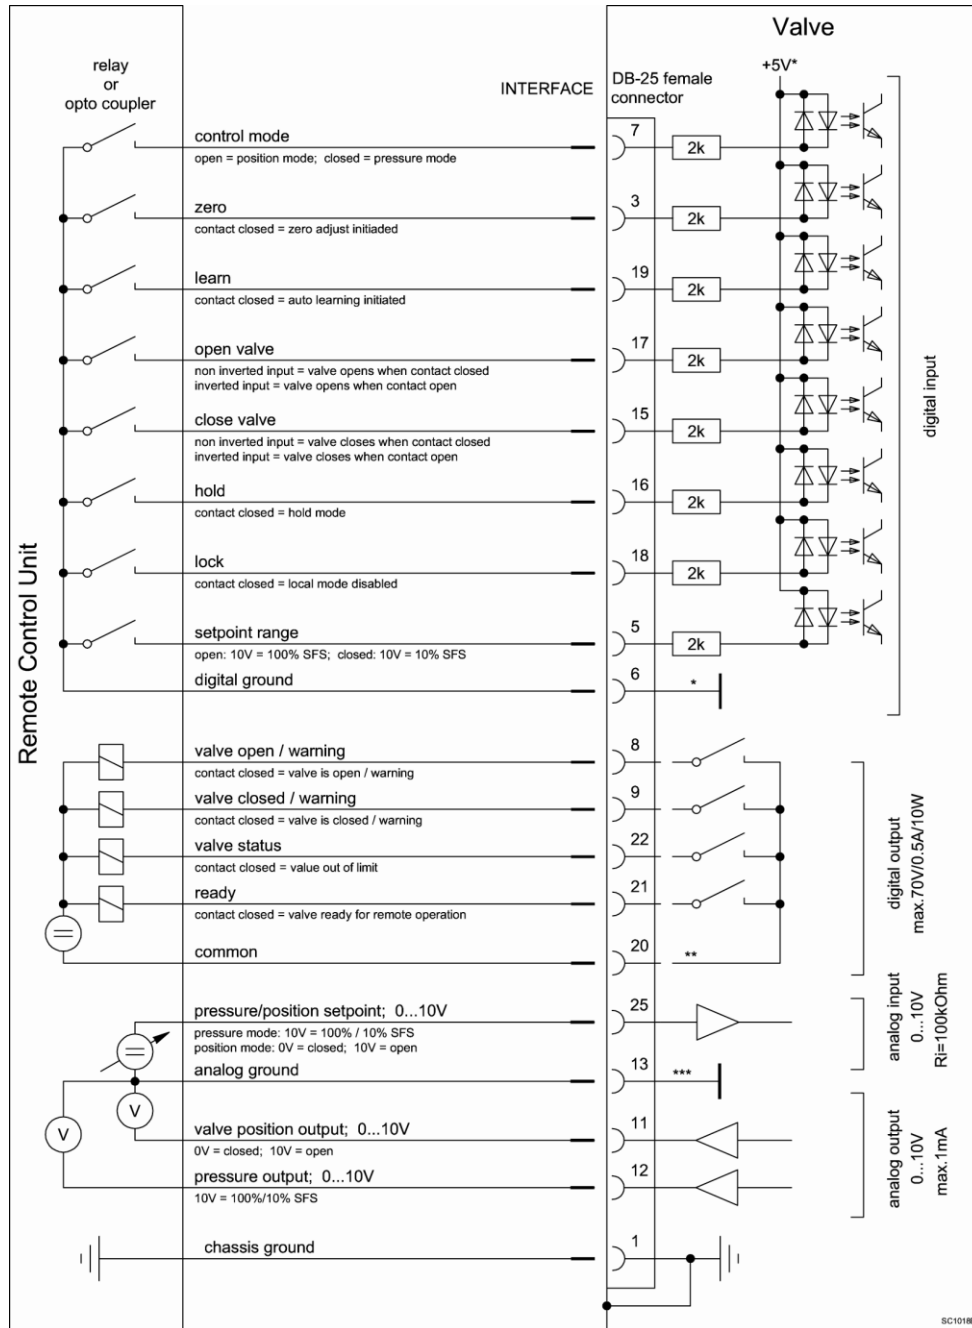 Valve
relay
or
opto coupler
INTERFACE
DB-25 female
connector
+5V*
control mode
open = position mode; closed = pressure mode
7
2k
zero
contact closed = zero adjust initiaded
3
2k
learn
contact closed = auto learning initiated
19
2k
open valve
non inverted input = valve opens when contact closed
inverted input = valve opens when contact open
17
2k
close valve
non inverted input = valve closes when contact closed
inverted input = valve closes when contact open
15
2k
hold
contact closed = hold mode
16
2k
lock
contact closed = local mode disabled
18
2k
setpoint range
open: 10V = 100% SFS; closed: 10V = 10% SFS
5
2k
digital ground
6
*
digital input
Remote Control Unit
valve open / warning
contact closed = valve is open / warning
8
valve closed / warning
contact closed = valve is closed / warning
9
valve status
contact closed = value out of limit
22
ready
contact closed = valve ready for remote operation
21
common
20
**
digital output
max.70V/0.5A/10W
pressure/position setpoint; 0...10V
pressure mode: 10V = 100% / 10% SFS
position mode: 0V = closed; 10V = open
25
analog ground
13
***
analog input
0...10V
Ri=100kOhm
V
V
valve position output; 0...10V
0V = closed; 10V = open
11
pressure output; 0...10V
10V = 100%/10% SFS
12
analog output
0...10V
max.1mA
chassis ground
1